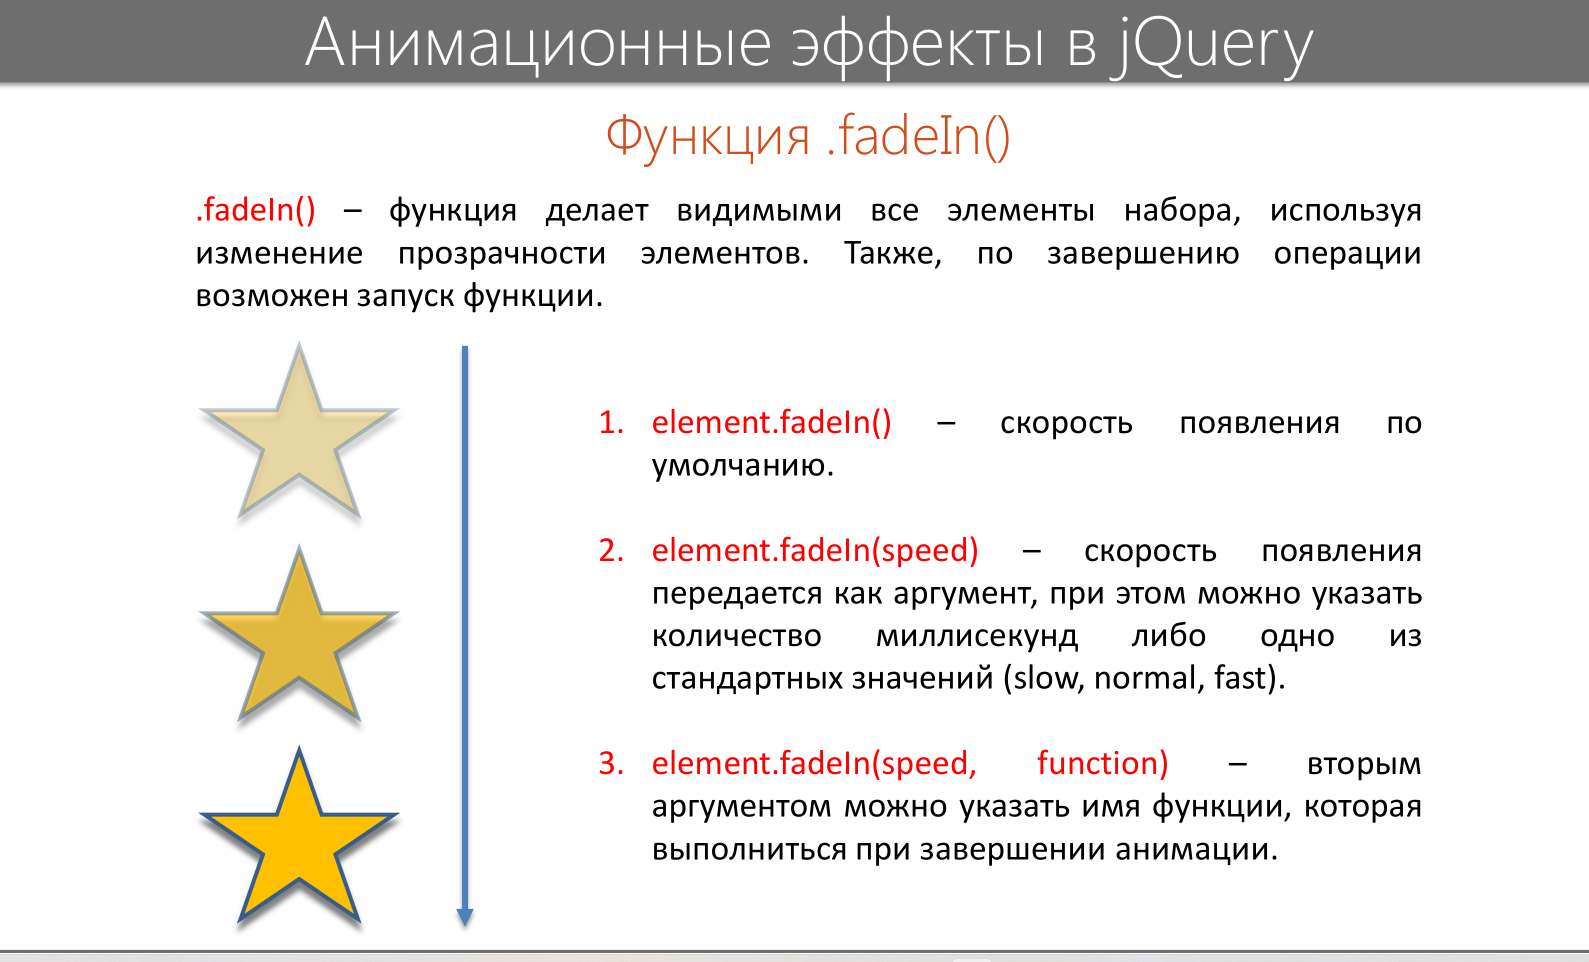 Анимационные эффекты в jQuery
Функция .fadeIn()
.fadeIn() – функция делает видимыми все элементы набора, используя
изменение прозрачности элементов. Также, по завершению операции
возможен запуск функции.
1. element.fadeIn() – скорость появления по
умолчанию.
2. element.fadeIn(speed) – скорость появления
передается как аргумент, при этом можно указать
количество миллисекунд либо одно из
стандартных значений (slow, normal, fast).
3. element.fadeIn(speed, function) – вторым
аргументом можно указать имя функции, которая
выполниться при завершении анимации.